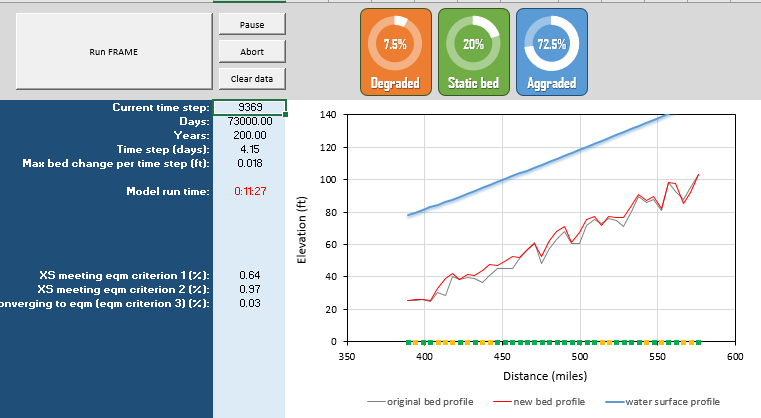 Run FRAME
Pause
Abort
Clear data
7.5%
Degraded
20%
Static bed
72.5%
Aggraded
Current time step: 9369
Days: 73000.00
Years: 200.00
Time step (days): 4.15
Max bed change per time step (ft): 0.018
Model run time: 0:11:27
XS meeting eqm criterion 1 (%): 0.64
XS meeting eqm criterion 2 (%): 0.97
onverging to eqm (eqm criterion 3) (%): 0.03
140
120
100
80
60
40
20
0
Elevation (ft)
350 400 450 500 550 600
Distance (miles)
original bed profile new bed profile water surface profile